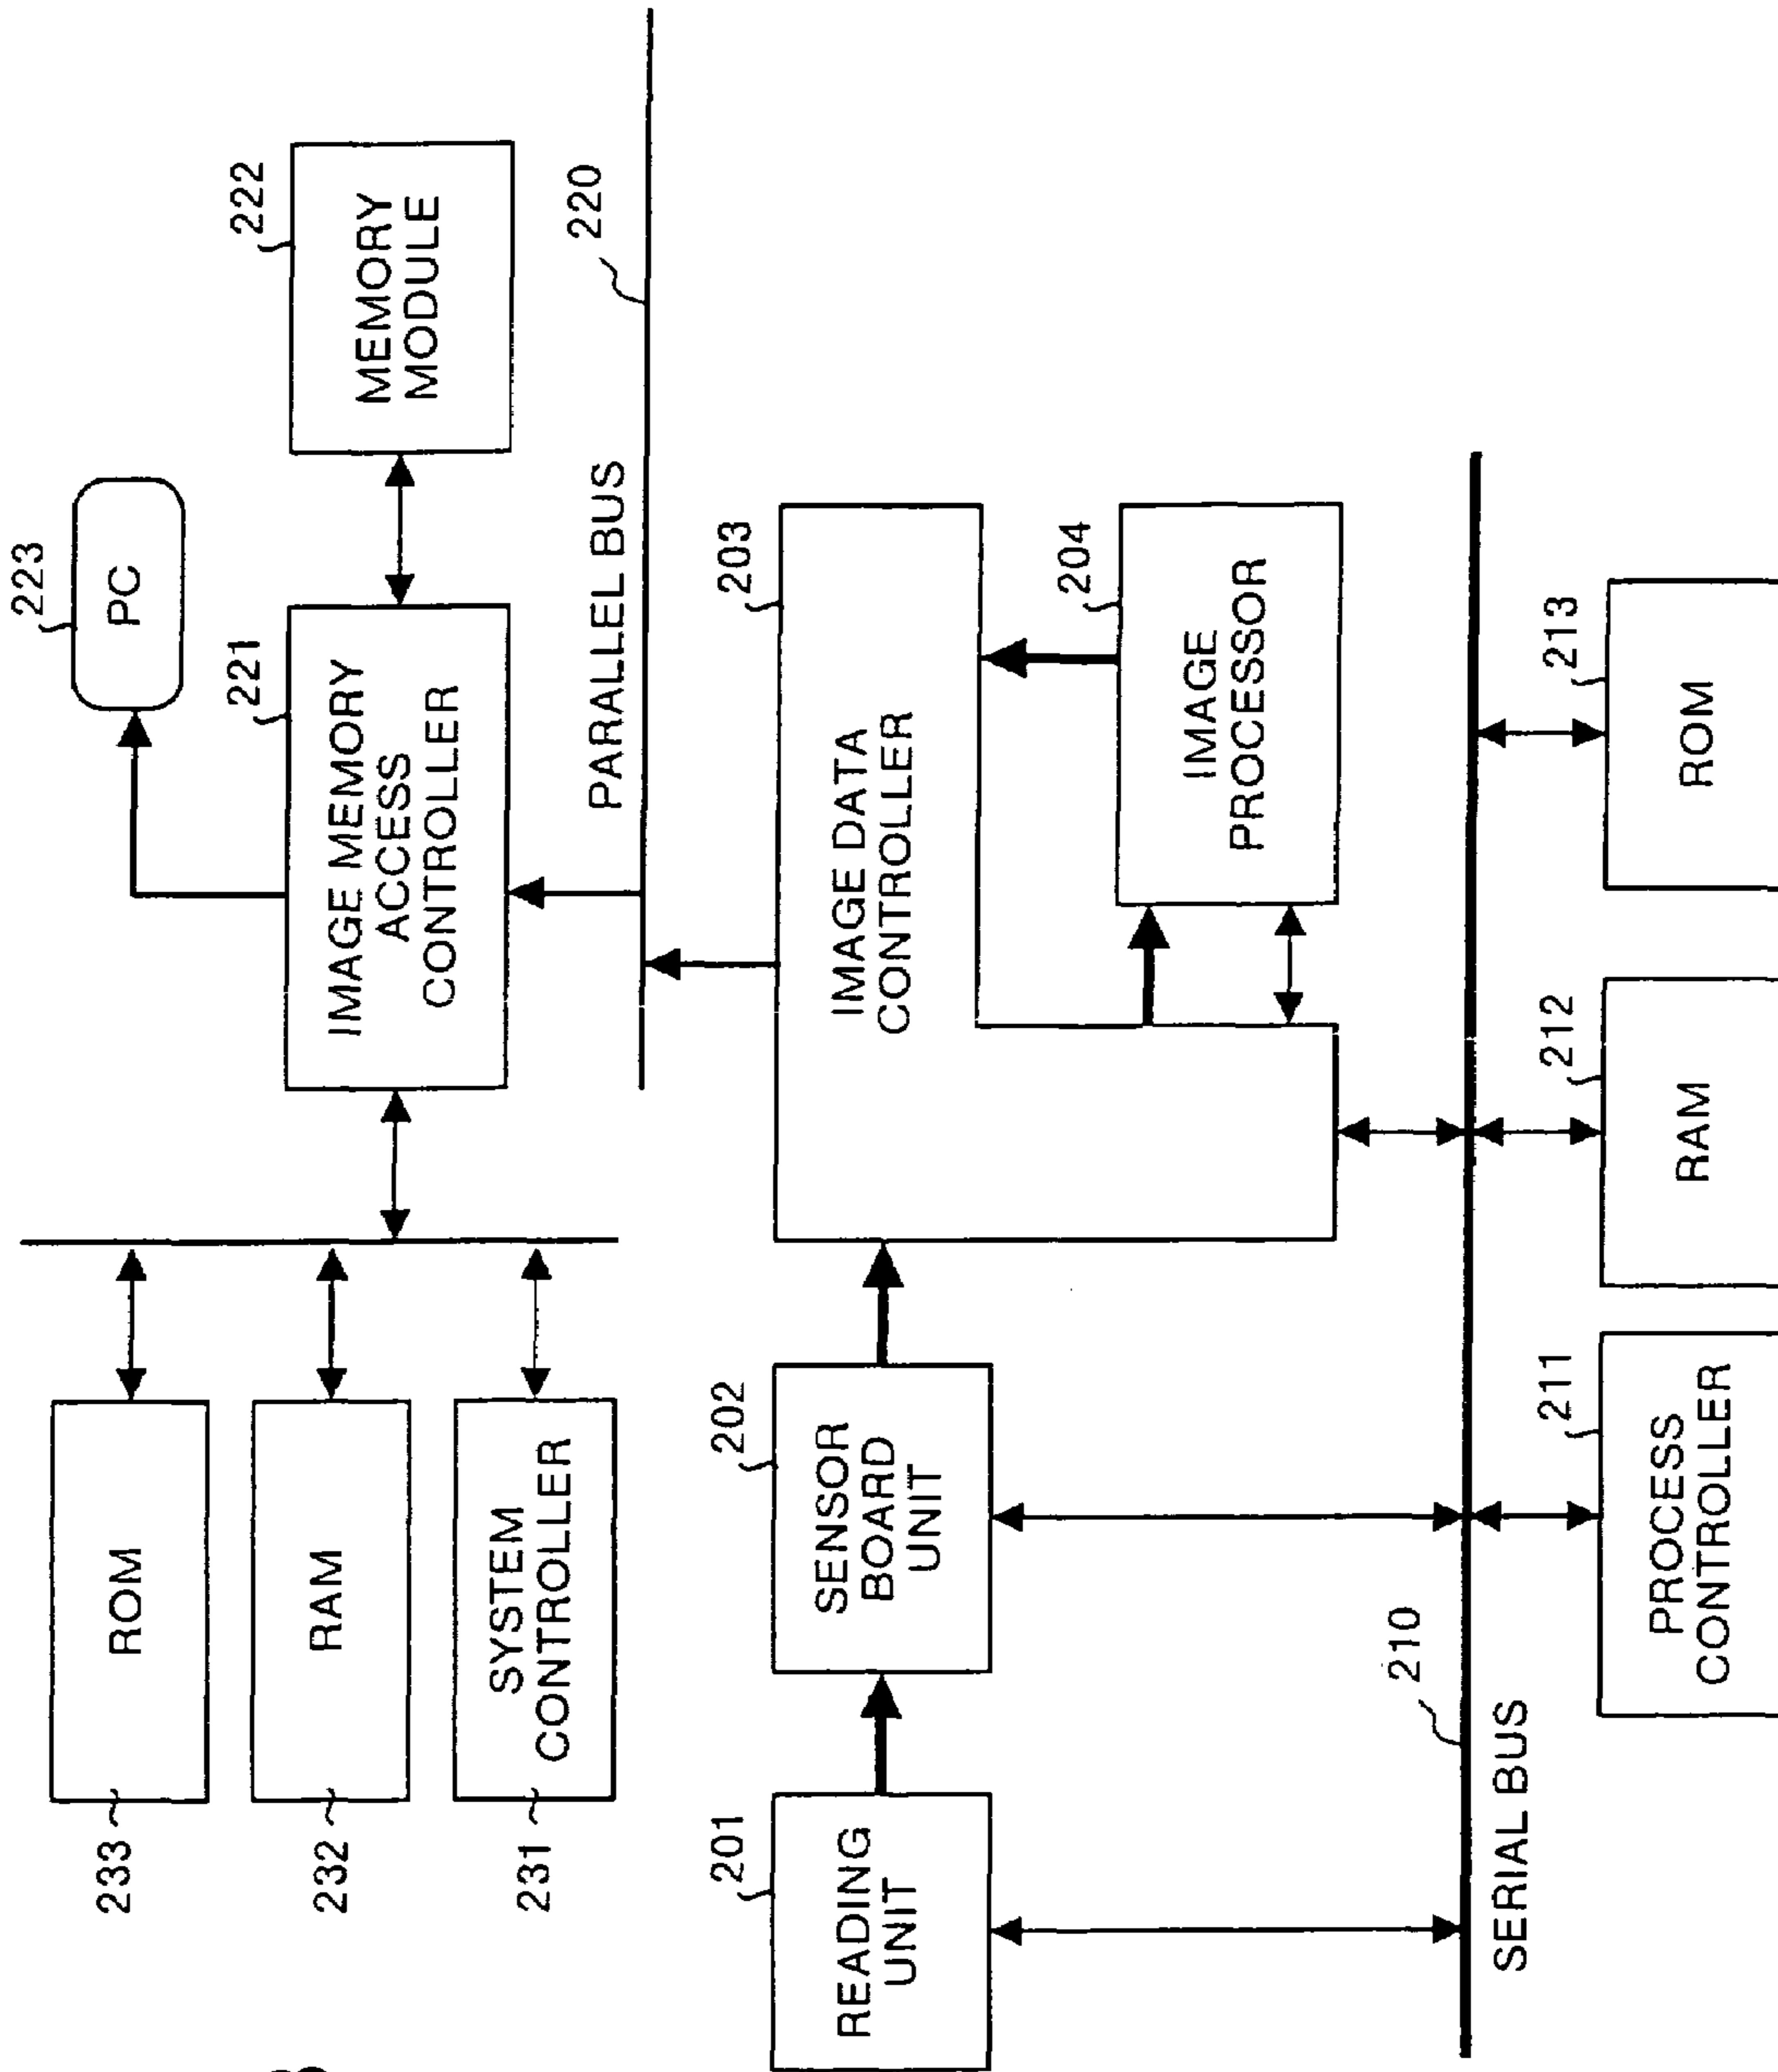 223
PC
222
MEMORY
MODULE
221
IMAGE MEMORY
ACCESS
CONTROLLER
233
ROM
232
RAM
231
SYSTEM
CONTROLLER
PARALLEL BUS
220
201
READING
UNIT
202
SENSOR
BOARD
UNIT
203
IMAGE DATA
CONTROLLER
204
IMAGE
PROCESSOR
210
SERIAL BUS
211
PROCESS
CONTROLLER
212
RAM
213
ROM